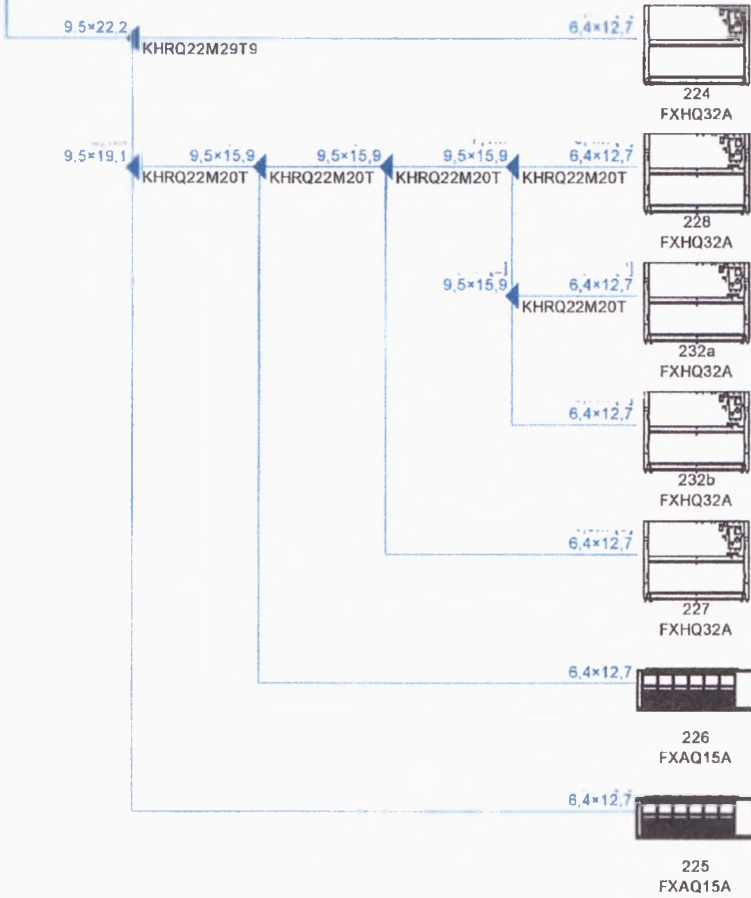 9.5×22,2
6,4×12,7
KHRQ22M29T9
224
FXHQ32A
9.5×19,1
9,5×15,9
9,5×15,9
9,5×15,9
6,4×12,7
KHRQ22M20T
KHRQ22M20T
KHRQ22M20T
KHRQ22M20T
228
FXHQ32A
9,5×15,9
6,4×12,7
KHRQ22M20T
232a
FXHQ32A
6,4×12,7
232b
FXHQ32A
6,4×12,7
227
FXHQ32A
6,4×12,7
226
FXAQ15A
6,4×12,7
225
FXAQ15A